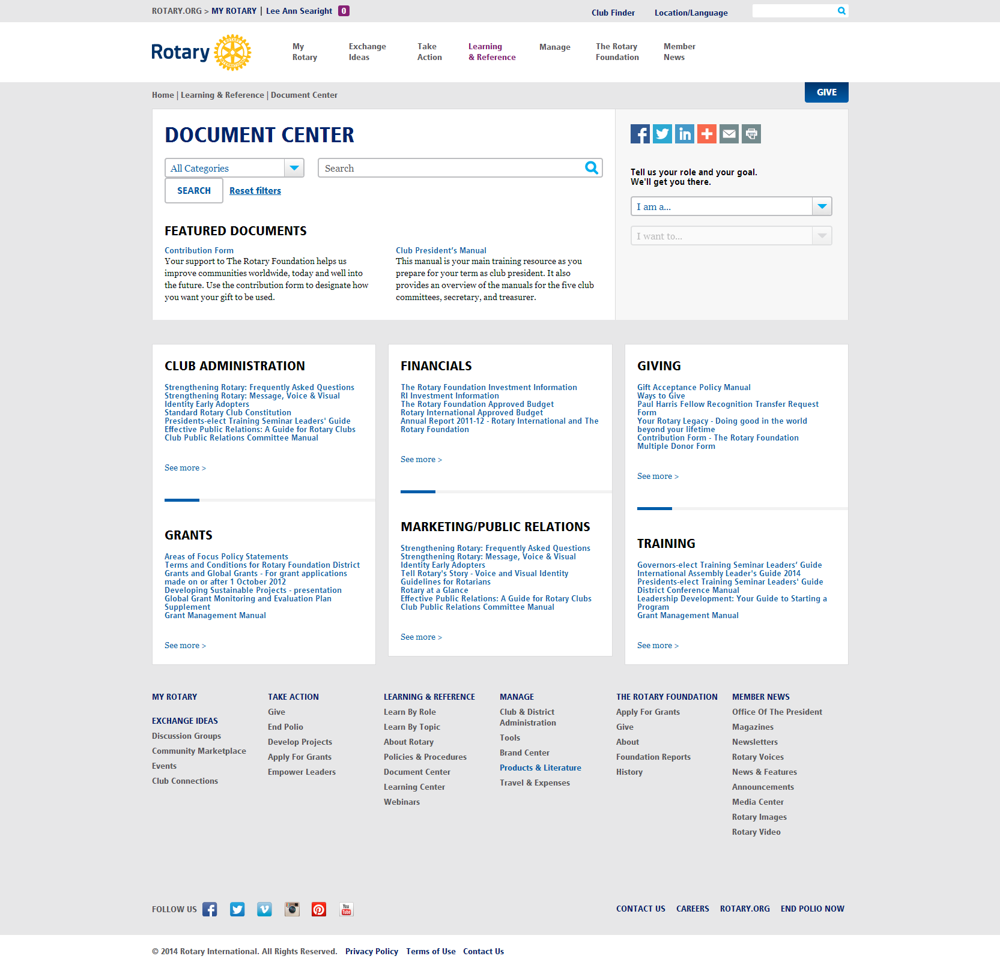 ROTARY.ORG > MY ROTARY | Lee Ann Searight 0
Club Finder
Location/Language
Rotary
ROTARY
INTERNATIONAL
My
Rotary
Exchange
Ideas
Take
Action
Learning
& Reference
Manage
The Rotary
Foundation
Member
News
Home | Learning & Reference | Document Center
GIVE
DOCUMENT CENTER
All Categories
Search
SEARCH
Reset filters
Tell us your role and your goal.
We'll get you there.
I am a...
I want to...
FEATURED DOCUMENTS
Contribution Form
Your support to The Rotary Foundation helps us
improve communities worldwide, today and well into
the future. Use the contribution form to designate how
you want your gift to be used.
Club President’s Manual
This manual is your main training resource as you
prepare for your term as club president. It also
provides an overview of the manuals for the five club
committees, secretary, and treasurer.
CLUB ADMINISTRATION
Strengthening Rotary: Frequently Asked Questions
Strengthening Rotary: Message, Voice & Visual
Identity Early Adopters
Standard Rotary Club Constitution
Presidents-elect Training Seminar Leaders' Guide
Effective Public Relations: A Guide for Rotary Clubs
Club Public Relations Committee Manual
See more >
GRANTS
Areas of Focus Policy Statements
Terms and Conditions for Rotary Foundation District
Grants and Global Grants - For grant applications
made on or after 1 October 2012
Developing Sustainable Projects - presentation
Global Grant Monitoring and Evaluation Plan
Supplement
Grant Management Manual
See more >
FINANCIALS
The Rotary Foundation Investment Information
RI Investment Information
The Rotary Foundation Approved Budget
Rotary International Approved Budget
Annual Report 2011-12 - Rotary International and The
Rotary Foundation
See more >
MARKETING/PUBLIC RELATIONS
Strengthening Rotary: Frequently Asked Questions
Strengthening Rotary: Message, Voice & Visual
Identity Early Adopters
Tell Rotary's Story - Voice and Visual Identity
Guidelines for Rotarians
Rotary at a Glance
Effective Public Relations: A Guide for Rotary Clubs
Club Public Relations Committee Manual
See more >
GIVING
Gift Acceptance Policy Manual
Ways to Give
Paul Harris Fellow Recognition Transfer Request
Form
Your Rotary Legacy - Doing good in the world
beyond your lifetime
Contribution Form - The Rotary Foundation
Multiple Donor Form
See more >
TRAINING
Governors-elect Training Seminar Leaders’ Guide
International Assembly Leader's Guide 2014
Presidents-elect Training Seminar Leaders' Guide
District Conference Manual
Leadership Development: Your Guide to Starting a
Program
Grant Management Manual
See more >
MY ROTARY
EXCHANGE IDEAS
Discussion Groups
Community Marketplace
Events
Club Connections
TAKE ACTION
Give
End Polio
Develop Projects
Apply For Grants
Empower Leaders
LEARNING & REFERENCE
Learn By Role
Learn By Topic
About Rotary
Policies & Procedures
Document Center
Learning Center
Webinars
MANAGE
Club & District
Administration
Tools
Brand Center
Products & Literature
Travel & Expenses
THE ROTARY FOUNDATION
Apply For Grants
Give
About
Foundation Reports
History
MEMBER NEWS
Office Of The President
Magazines
Newsletters
Rotary Voices
News & Features
Announcements
Media Center
Rotary Images
Rotary Video
FOLLOW US
You
Tube
CONTACT US
CAREERS
ROTARY.ORG
END POLIO NOW
© 2014 Rotary International. All Rights Reserved. Privacy Policy Terms of Use Contact Us